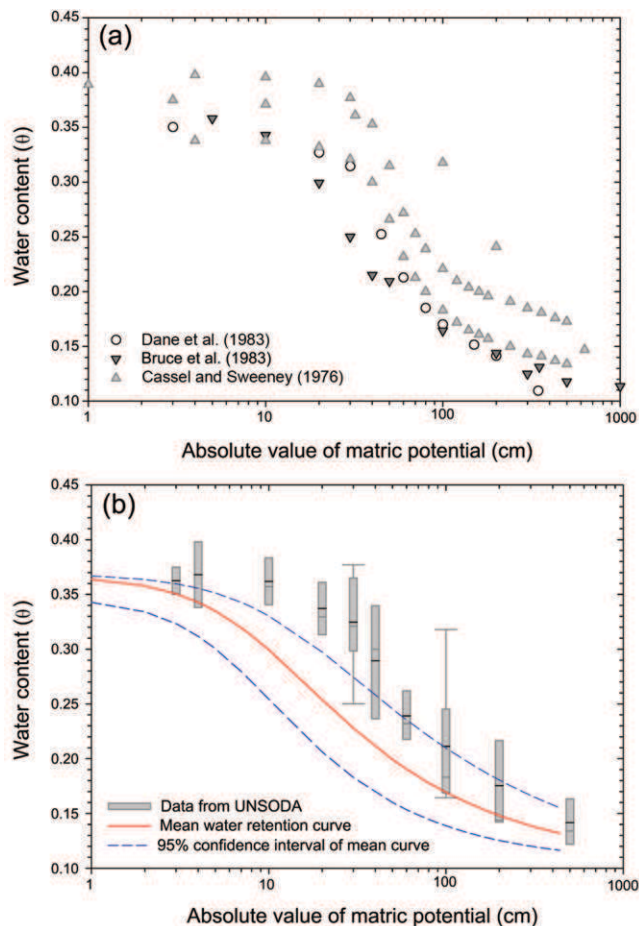 (a)
0.45
0.40
0.35
0.30
0.25
0.20
0.15
0.10
Water content (θ)
Dane et al. (1983)
Bruce et al. (1983)
Cassel and Sweeney (1976)
1
10
100
1000
Absolute value of matric potential (cm)
(b)
0.45
0.40
0.35
0.30
0.25
0.20
0.15
0.10
Water content (θ)
Data from UNSODA
Mean water retention curve
95% confidence interval of mean curve
1
10
100
1000
Absolute value of matric potential (cm)